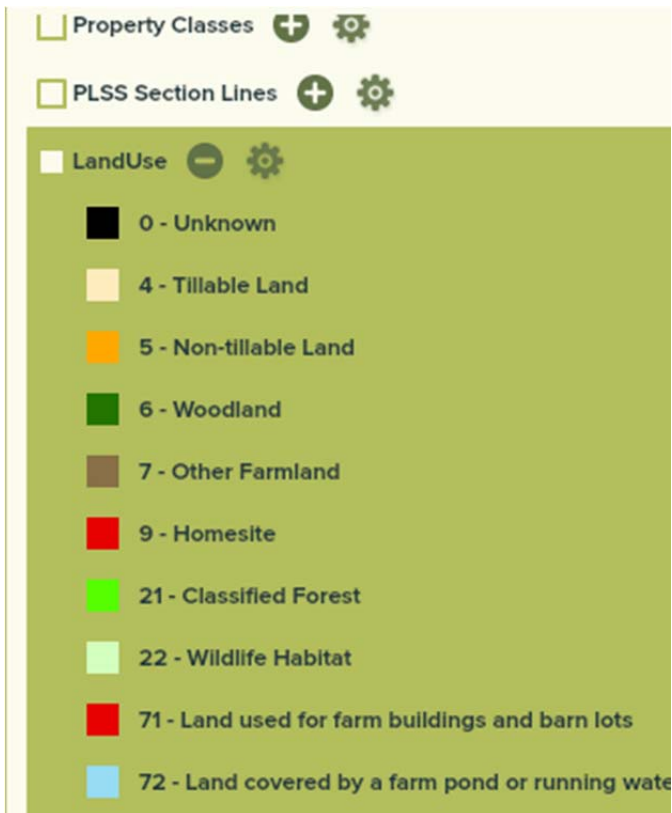 Property Classes
PLSS Section Lines
LandUse
0 - Unknown
4 - Tillable Land
5 - Non-tillable Land
6 - Woodland
7 - Other Farmland
9 - Homesite
21 - Classified Forest
22 - Wildlife Habitat
71 - Land used for farm buildings and barn lots
72 - Land covered by a farm pond or running wate